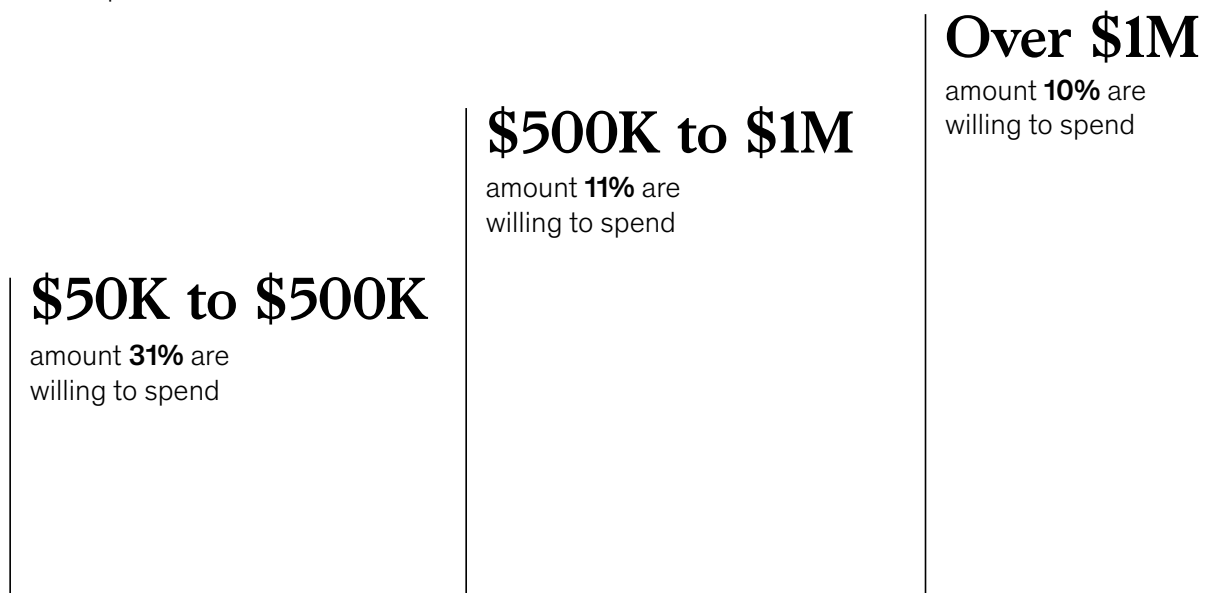 $50K to $500K
amount 31% are
willing to spend
$500K to $1M
amount 11% are
willing to spend
Over $1M
amount 10% are
willing to spend